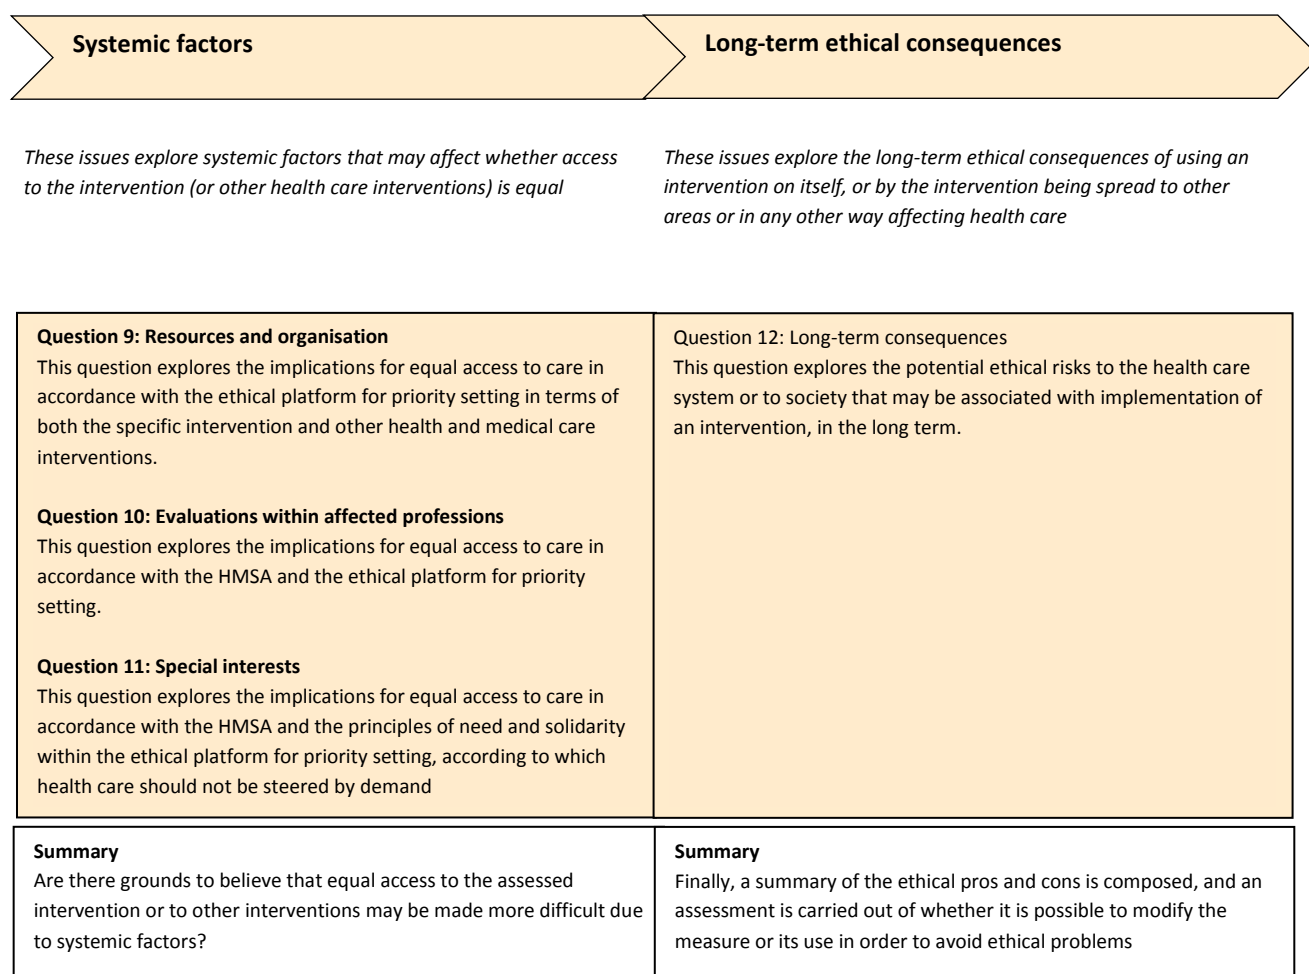 Systemic factors
Long-term ethical consequences
These issues explore systemic factors that may affect whether access
to the intervention (or other health care interventions) is equal
These issues explore the long-term ethical consequences of using an
intervention on itself, or by the intervention being spread to other
areas or in any other way affecting health care
Question 9: Resources and organisation
This question explores the implications for equal access to care in
accordance with the ethical platform for priority setting in terms of
both the specific intervention and other health and medical care
interventions.
Question 10: Evaluations within affected professions
This question explores the implications for equal access to care in
accordance with the HMSA and the ethical platform for priority
setting.
Question 11: Special interests
This question explores the implications for equal access to care in
accordance with the HMSA and the principles of need and solidarity
within the ethical platform for priority setting, according to which
health care should not be steered by demand
Question 12: Long-term consequences
This question explores the potential ethical risks to the health care
system or to society that may be associated with implementation of
an intervention, in the long term.
Summary
Are there grounds to believe that equal access to the assessed
intervention or to other interventions may be made more difficult due
to systemic factors?
Summary
Finally, a summary of the ethical pros and cons is composed, and an
assessment is carried out of whether it is possible to modify the
measure or its use in order to avoid ethical problems